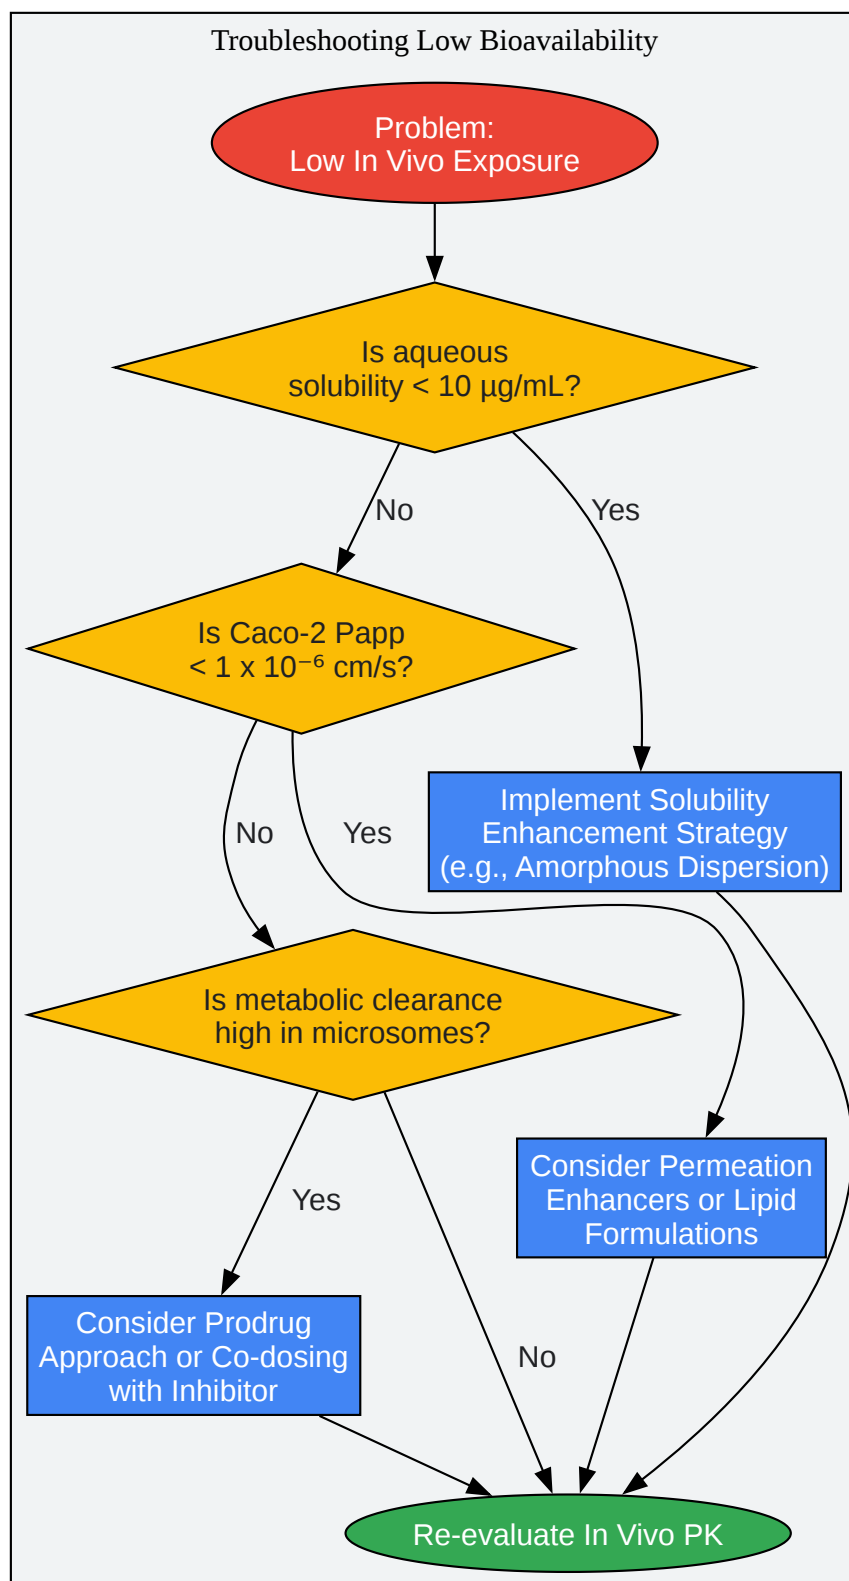 Troubleshooting Low Bioavailability
Problem:
Low In Vivo Exposure
Is aqueous
solubility < 10 µg/mL?
No
Yes
Is Caco-2 Papp
< 1 x 10⁻⁶ cm/s?
Implement Solubility
Enhancement Strategy
(e.g., Amorphous Dispersion)
No
Yes
Is metabolic clearance
high in microsomes?
Consider Permeation
Enhancers or Lipid
Formulations
Yes
Consider Prodrug
Approach or Co-dosing
with Inhibitor
No
Re-evaluate In Vivo PK